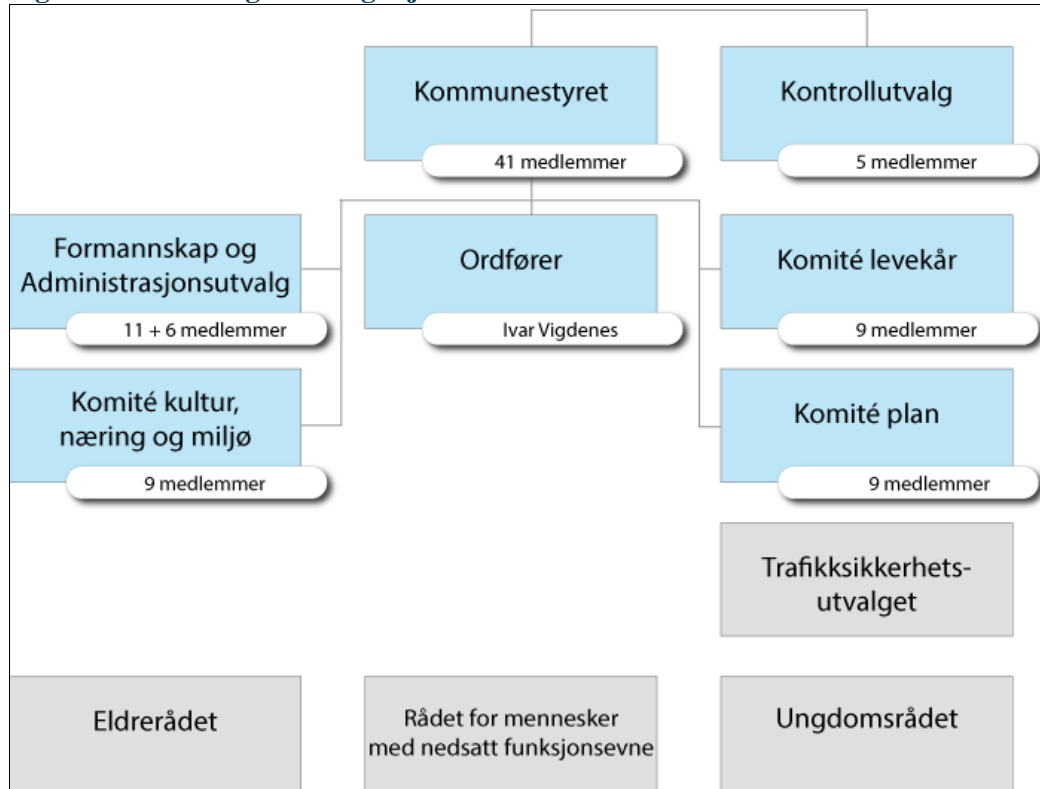 Kommunestyret
41 medlemmer
Kontrollutvalg
5 medlemmer
Formannskap og
Administrasjonsutvalg
11 + 6 medlemmer
Ordfører
Ivar Vigdenes
Komité levekår
9 medlemmer
Komité kultur,
næring og miljø
9 medlemmer
Komité plan
9 medlemmer
Trafikksikkerhets-
utvalget
Eldrerådet
Rådet for mennesker
med nedsatt funksjonsevne
Ungdomsrådet